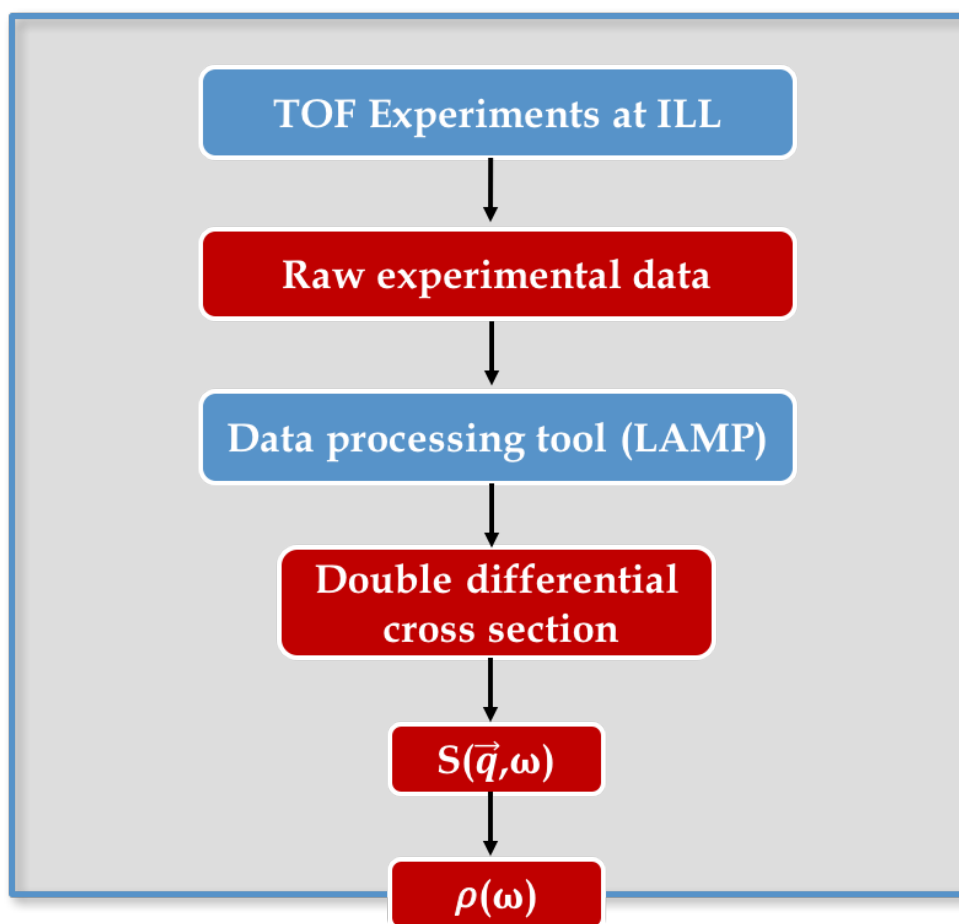 TOF Experiments at ILL
Raw experimental data
Data processing tool (LAMP)
Double differential
cross section
S(q⃗,ω)
ρ(ω)